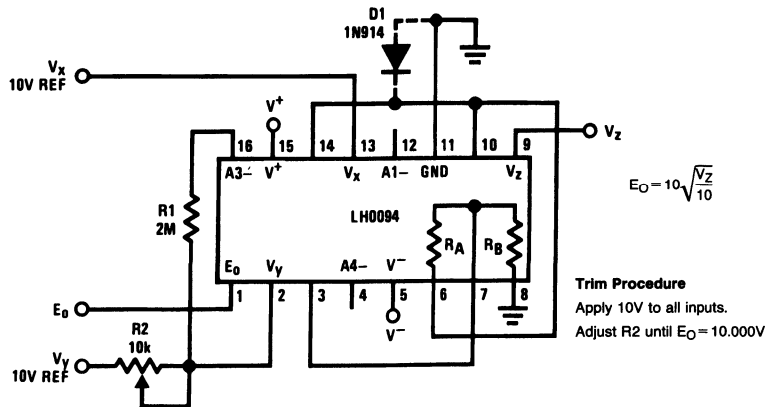 D1
1N914
Vx
10V REF
V+
16 15 14 13 12 11 10 9
Vz
A3- V+ Vx A1- GND Vz
EO=10√VZ/10
R1
2M
LH0094
RA RB
Eo Vy A4- V-
1 2 3 4 5 6 7 8
Eo
V-
R2
10k
Vy
10V REF
Trim Procedure
Apply 10V to all inputs.
Adjust R2 until EO=10.000V